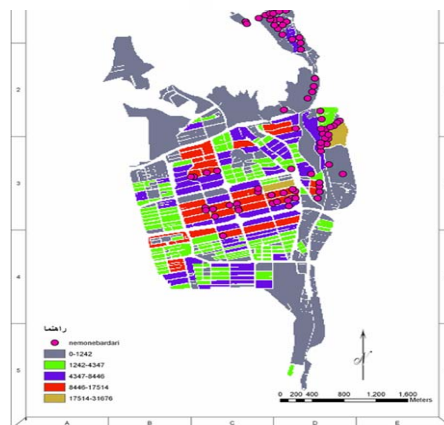 2
3
4
5
راهنما
nemonebardari
0-1242
1242-4347
4347-8446
8446-17514
17514-31676
N
0 200 400 800 1,200 1,600
Meters
A B C D E